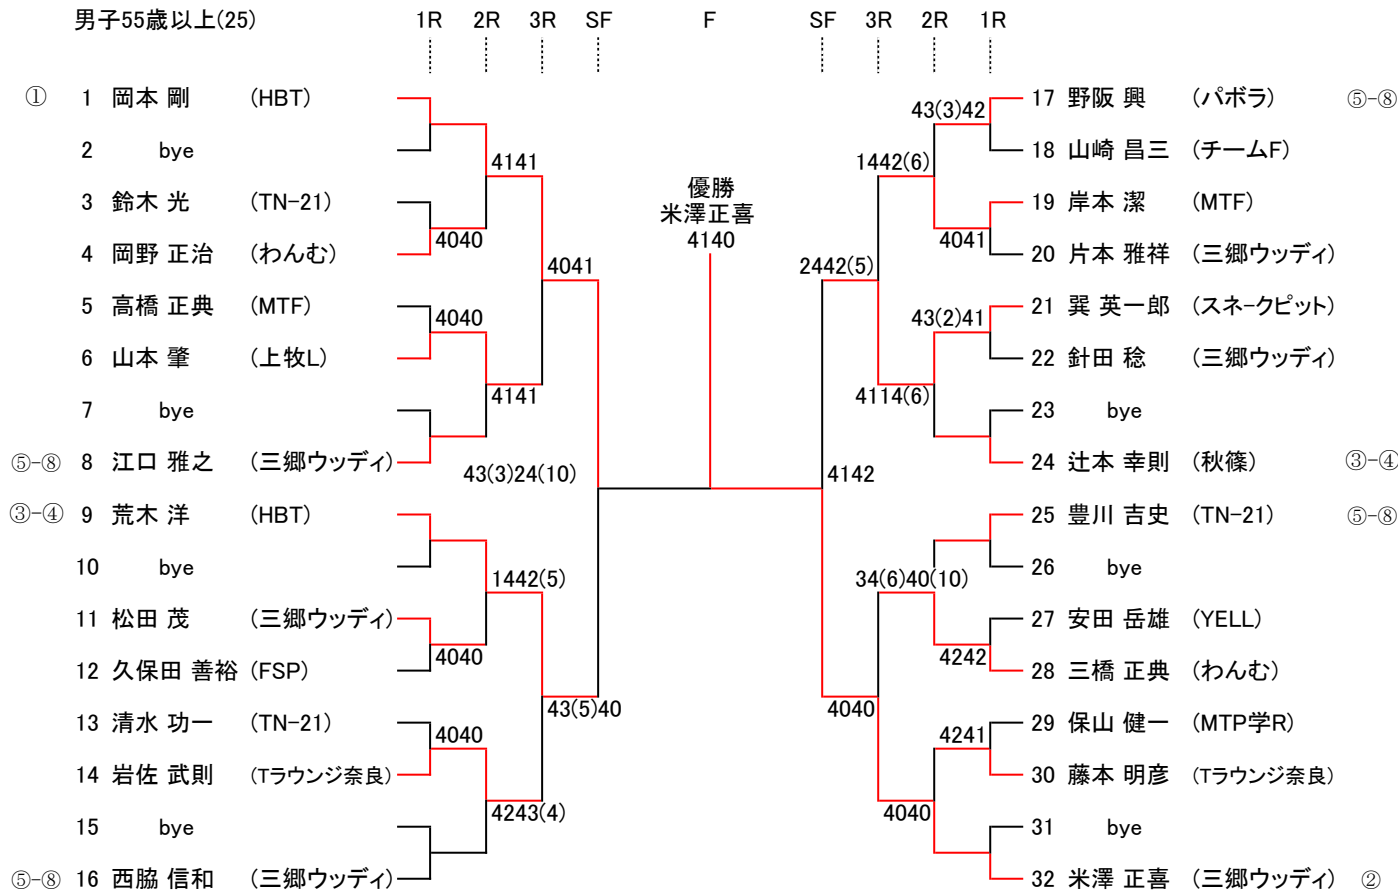 男子55歳以上(25) 1R 2R 3R SF F SF 3R 2R 1R
① 1 岡本 剛 (HBT)
2 bye
3 鈴木 光 (TN-21)
4 岡野 正治 (わんむ)
5 高橋 正典 (MTF)
6 山本 肇 (上牧L)
7 bye
⑤-⑧ 8 江口 雅之 (三郷ウッディ)
③-④ 9 荒木 洋 (HBT)
10 bye
11 松田 茂 (三郷ウッディ)
12 久保田 善裕 (FSP)
13 清水 功一 (TN-21)
14 岩佐 武則 (Tラウンジ奈良)
15 bye
⑤-⑧ 16 西脇 信和 (三郷ウッディ)
4040
4040
4040
4040
4141
4141
1442(5)
4243(4)
4041
43(5)40
43(3)24(10)
優勝
米澤正喜
4140
4142
2442(5)
4040
1442(6)
4114(6)
34(6)40(10)
4040
43(3)42
4041
43(2)41
4242
4241
17 野阪 興 (パボラ) ⑤-⑧
18 山崎 昌三 (チームF)
19 岸本 潔 (MTF)
20 片本 雅祥 (三郷ウッディ)
21 巽 英一郎 (スネークピット)
22 針田 稔 (三郷ウッディ)
23 bye
24 辻本 幸則 (秋篠) ③-④
25 豊川 吉史 (TN-21) ⑤-⑧
26 bye
27 安田 岳雄 (YELL)
28 三橋 正典 (わんむ)
29 保山 健一 (MTP学R)
30 藤本 明彦 (Tラウンジ奈良)
31 bye
32 米澤 正喜 (三郷ウッディ) ②